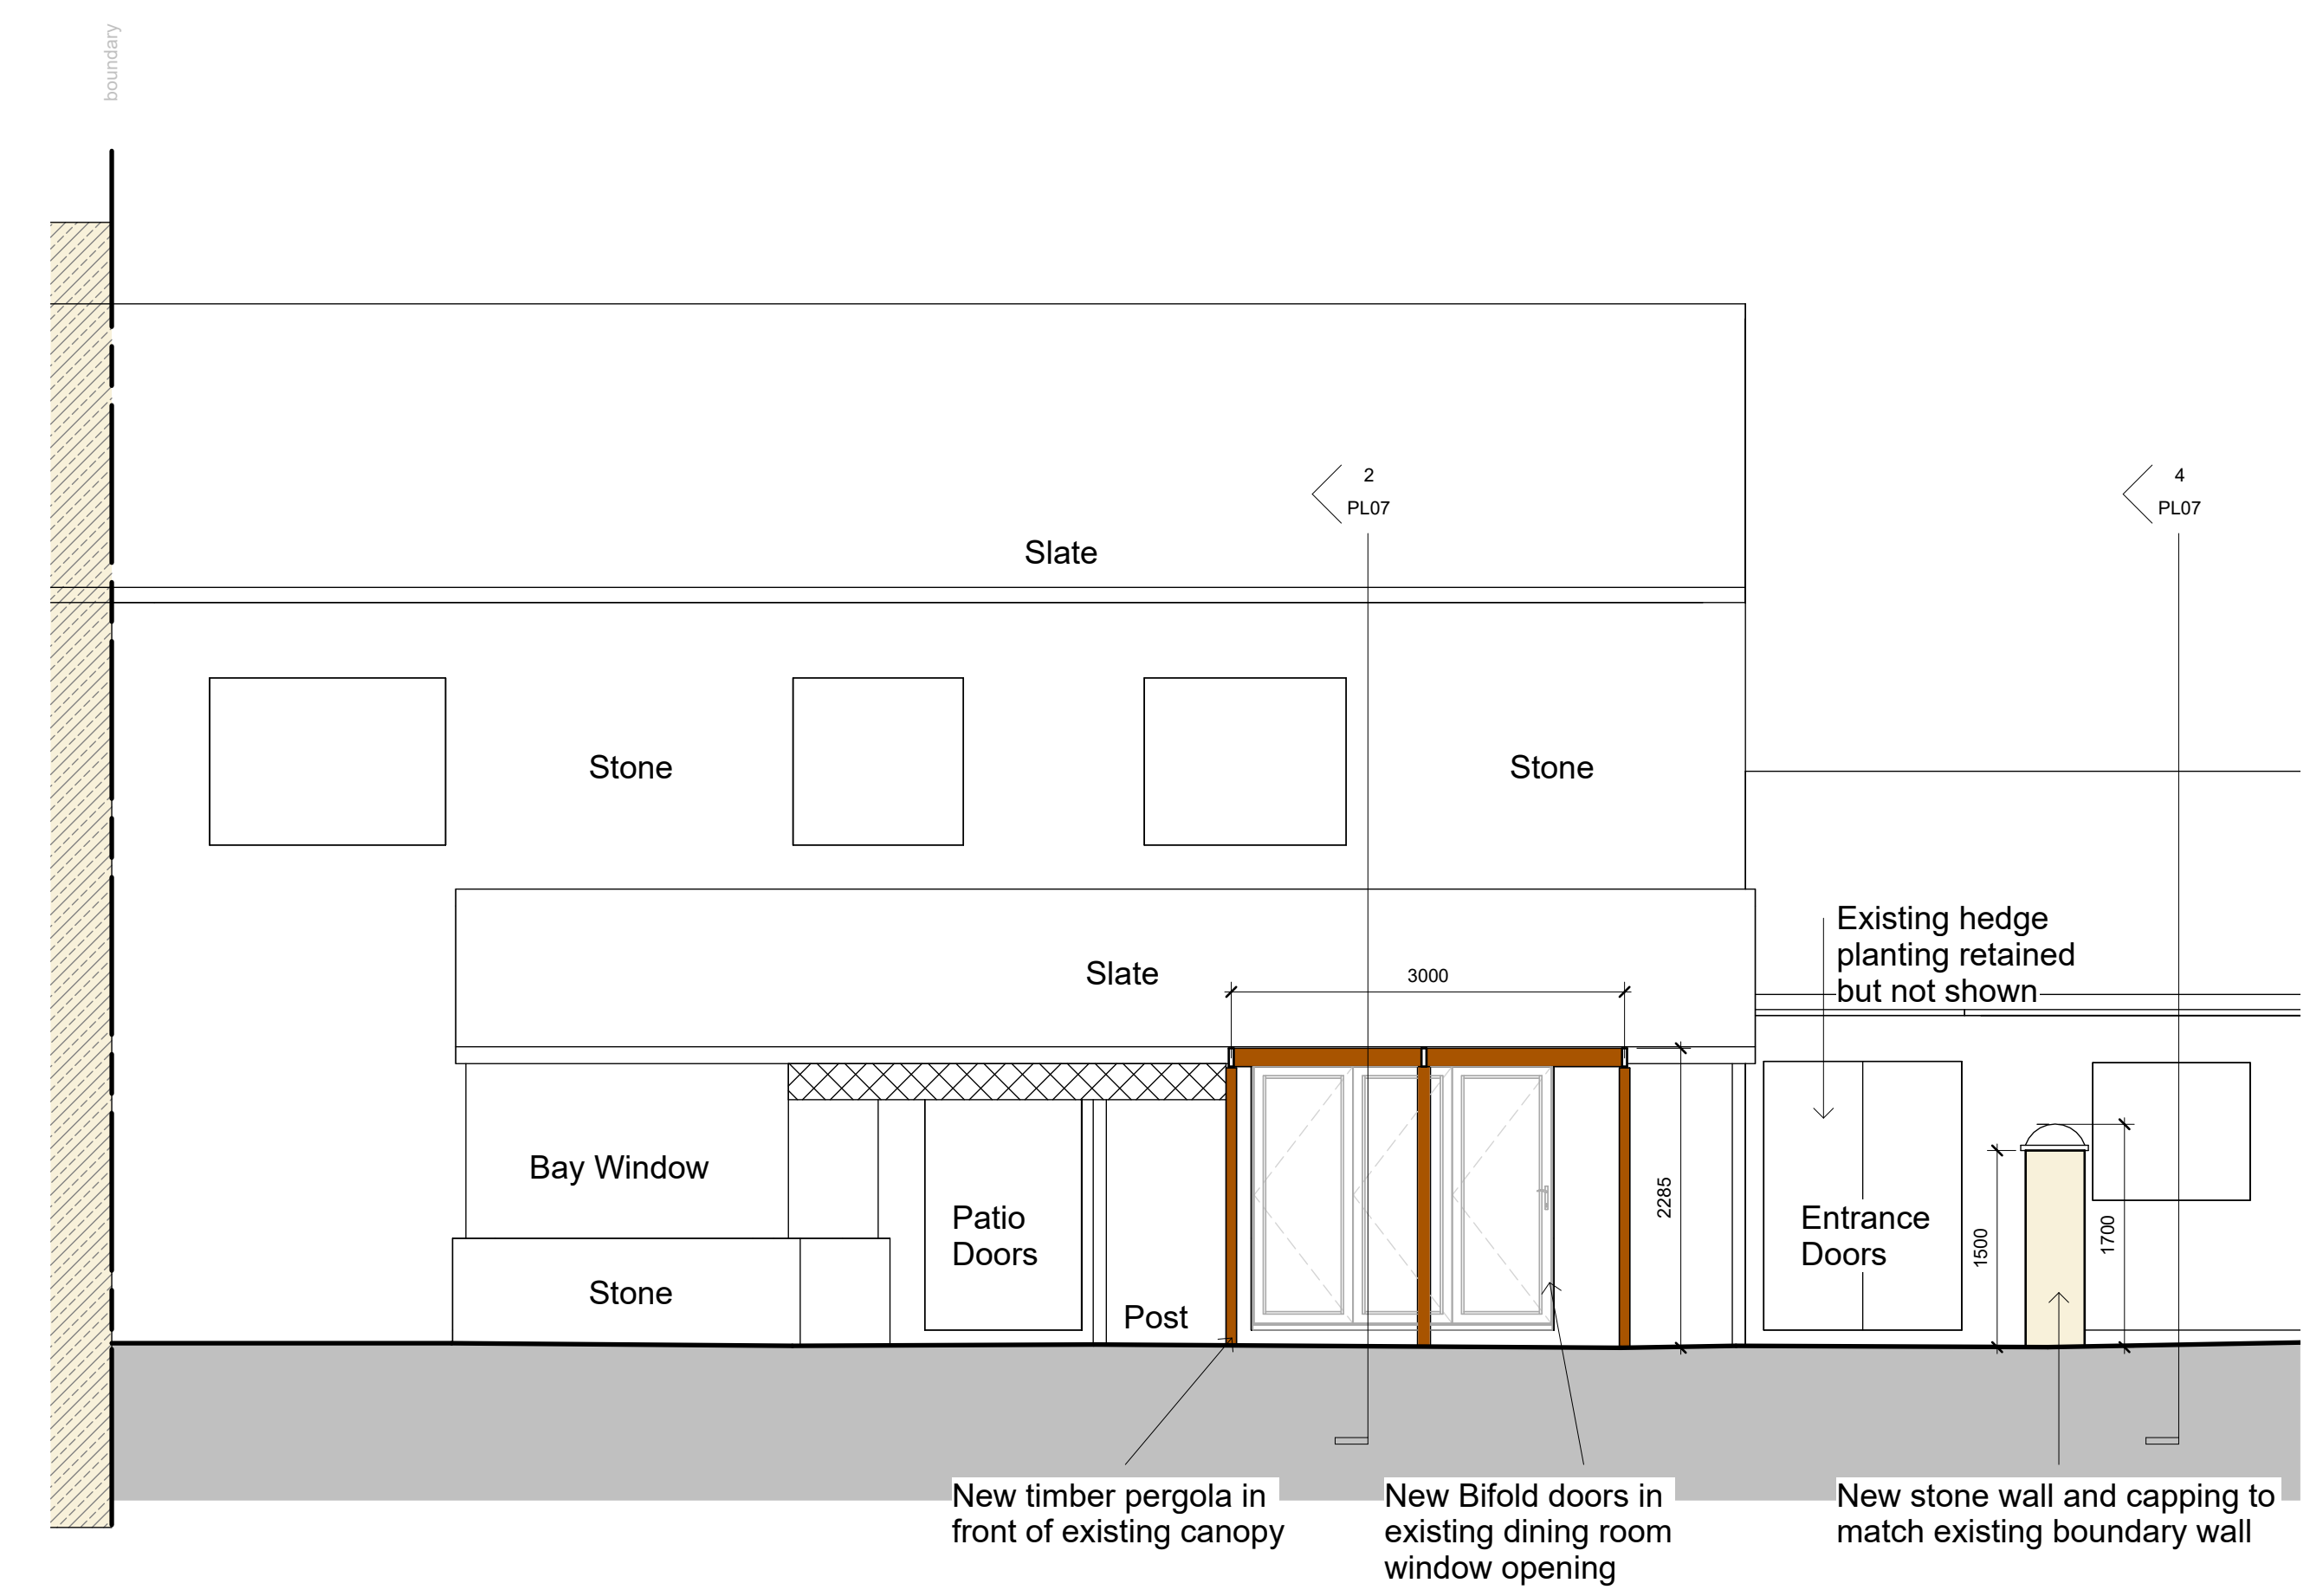 boundary
2
PL07
4
PL07
Slate
Stone
Stone
Existing hedge
planting retained
but not shown
Slate
3000
Bay Window
Patio
Doors
2285
Entrance
Doors
1500
1700
Stone
Post
New timber pergola in
front of existing canopy
New Bifold doors in
existing dining room
window opening
New stone wall and capping to
match existing boundary wall